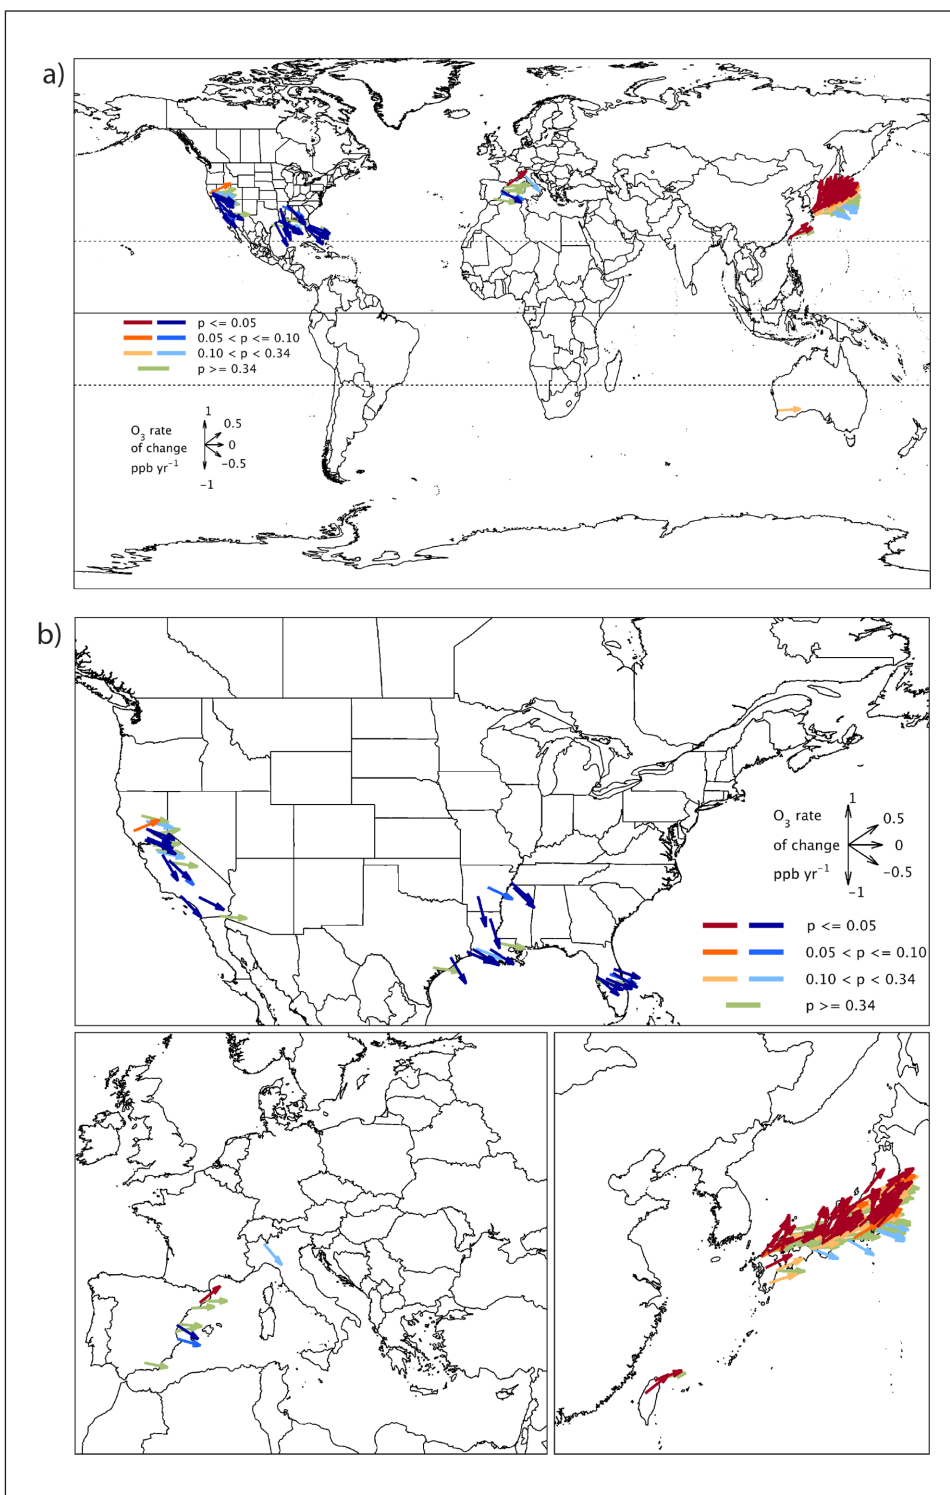 a)
p <= 0.05
0.05 < p <= 0.10
0.10 < p < 0.34
p >= 0.34
1
0.5
O3 rate
of change
0
ppb yr−1
-0.5
−1
b)
1
O3 rate
0.5
of change
0
ppb yr−1
-0.5
−1
p <= 0.05
0.05 < p <= 0.10
0.10 < p < 0.34
p >= 0.34